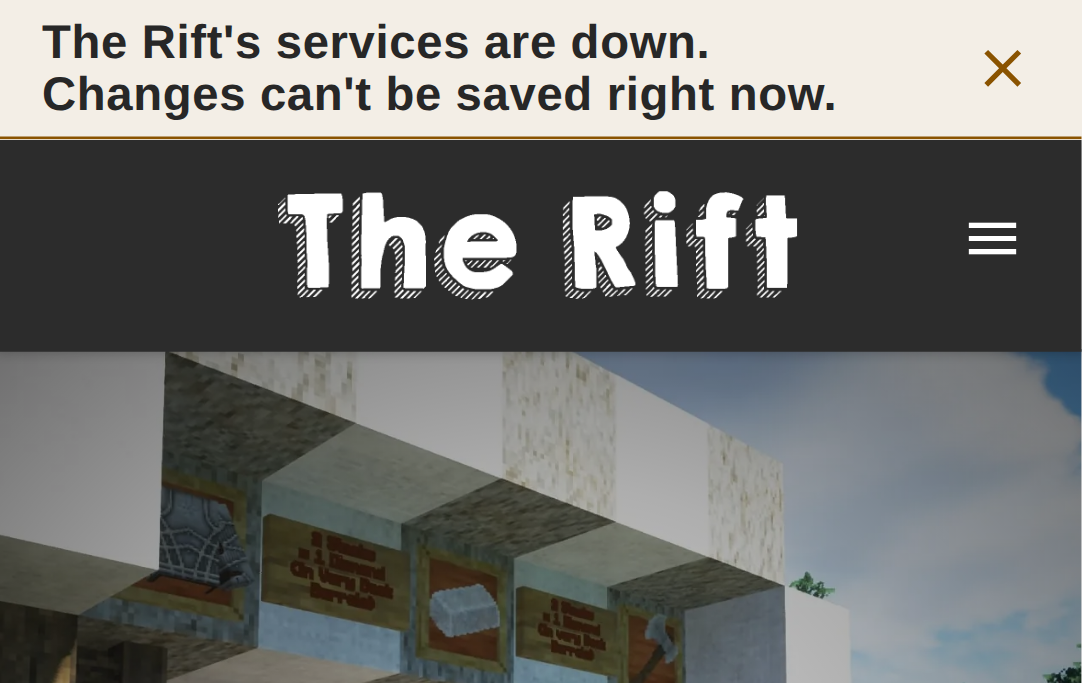 The Rift's services are down.
Changes can't be saved right now.
The Rift